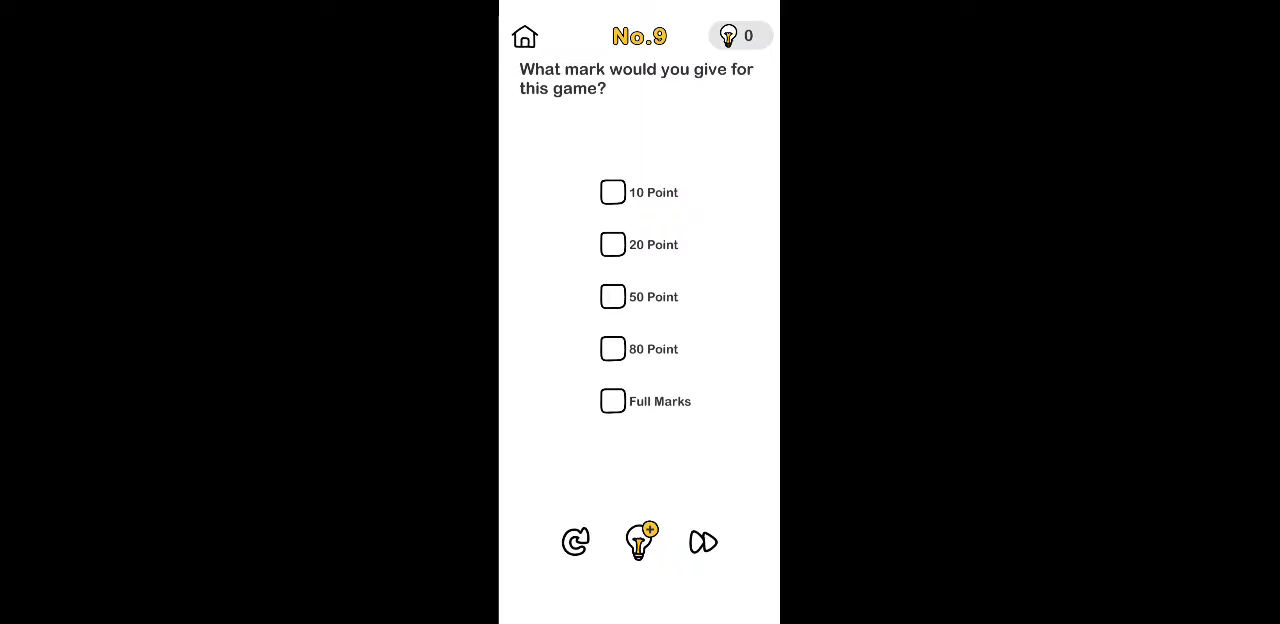 No.9
0
What mark would you give for
this game?
10 Point
20 Point
50 Point
80 Point
Full Marks